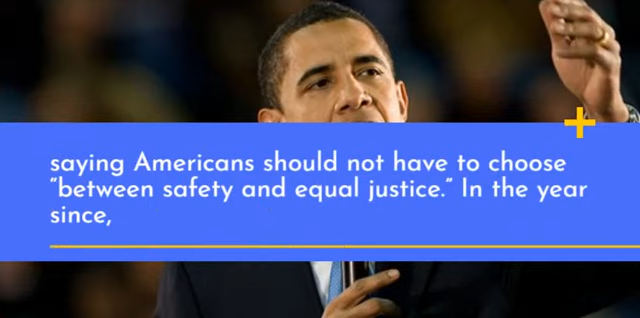 saying Americans should not have to choose
“between safety and equal justice.” In the year
since,